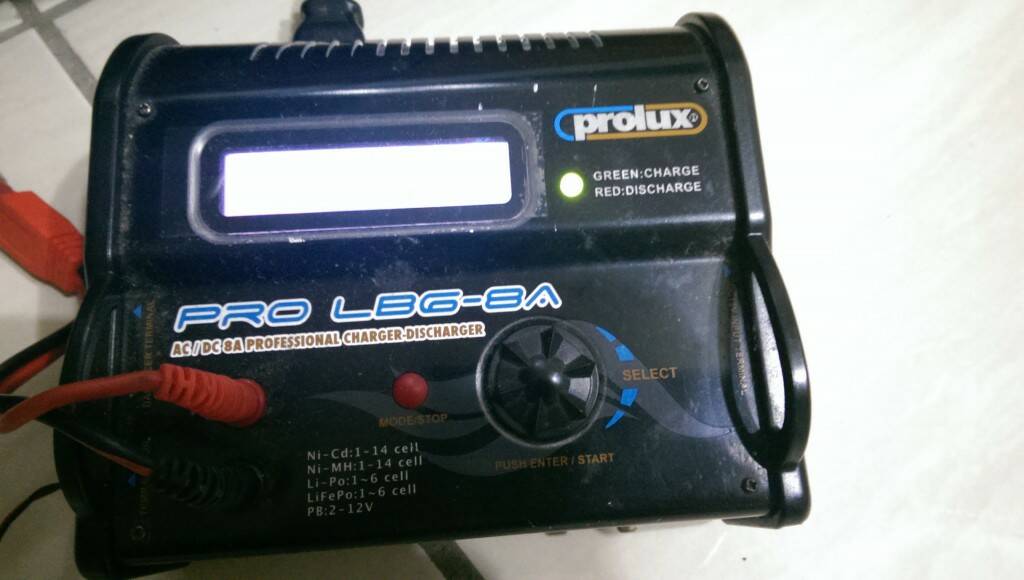 prolux
GREEN:CHARGE
RED:DISCHARGE
PRO LBG-8A
AC/DC 8A PROFESSIONAL CHARGER-DISCHARGER
SELECT
MODE/STOP
PUSH ENTER / START
Ni-Cd:1-14 cell
Ni-MH:1-14 cell
Li-Po:1~6 cell
LiFePo:1~6 cell
PB:2-12V